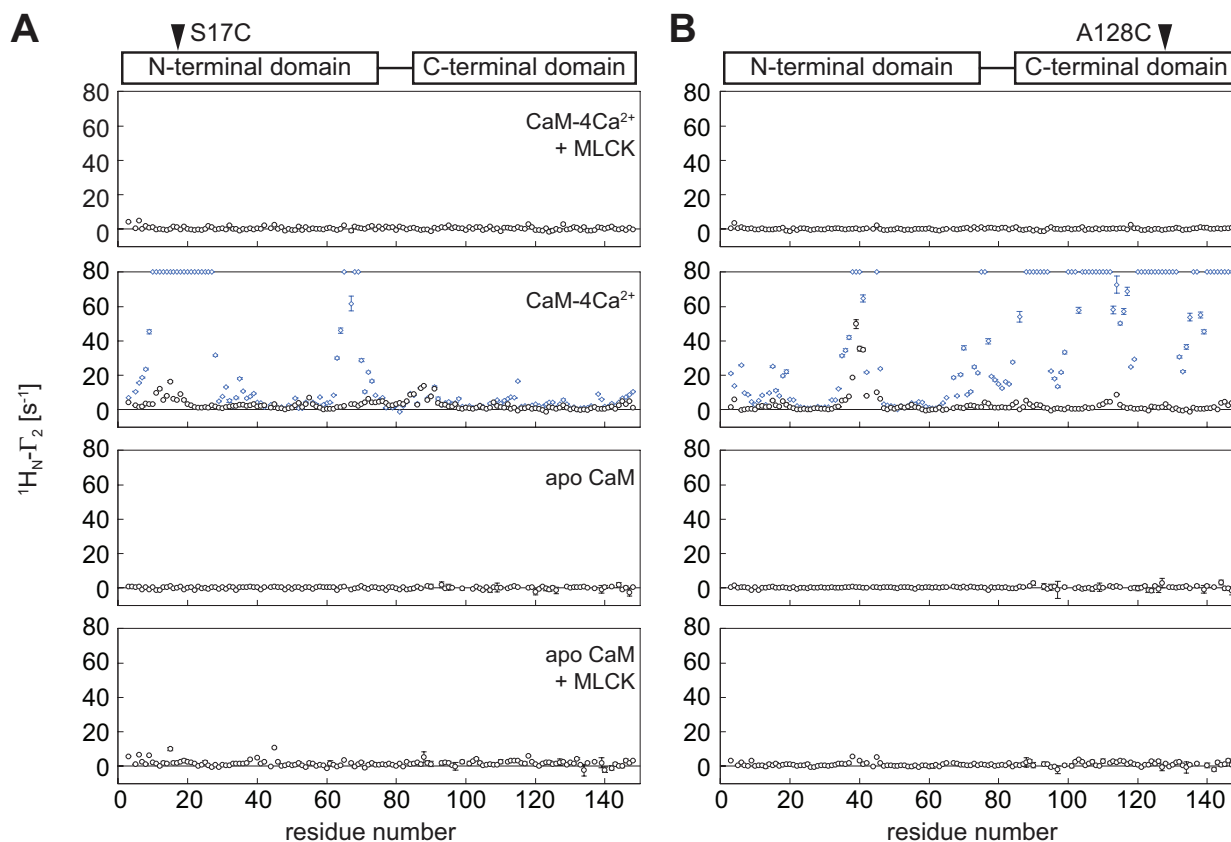 A
S17C
N-terminal domain
C-terminal domain
80
60
40
20
0
CaM-4Ca²⁺
+ MLCK
80
60
40
20
0
CaM-4Ca²⁺
80
60
40
20
0
apo CaM
80
60
40
20
0
apo CaM
+ MLCK
0 20 40 60 80 100 120 140
residue number
¹H_N-Γ₂ [s⁻¹]
B
A128C
N-terminal domain
C-terminal domain
80
60
40
20
0
80
60
40
20
0
80
60
40
20
0
80
60
40
20
0
0 20 40 60 80 100 120 140
residue number